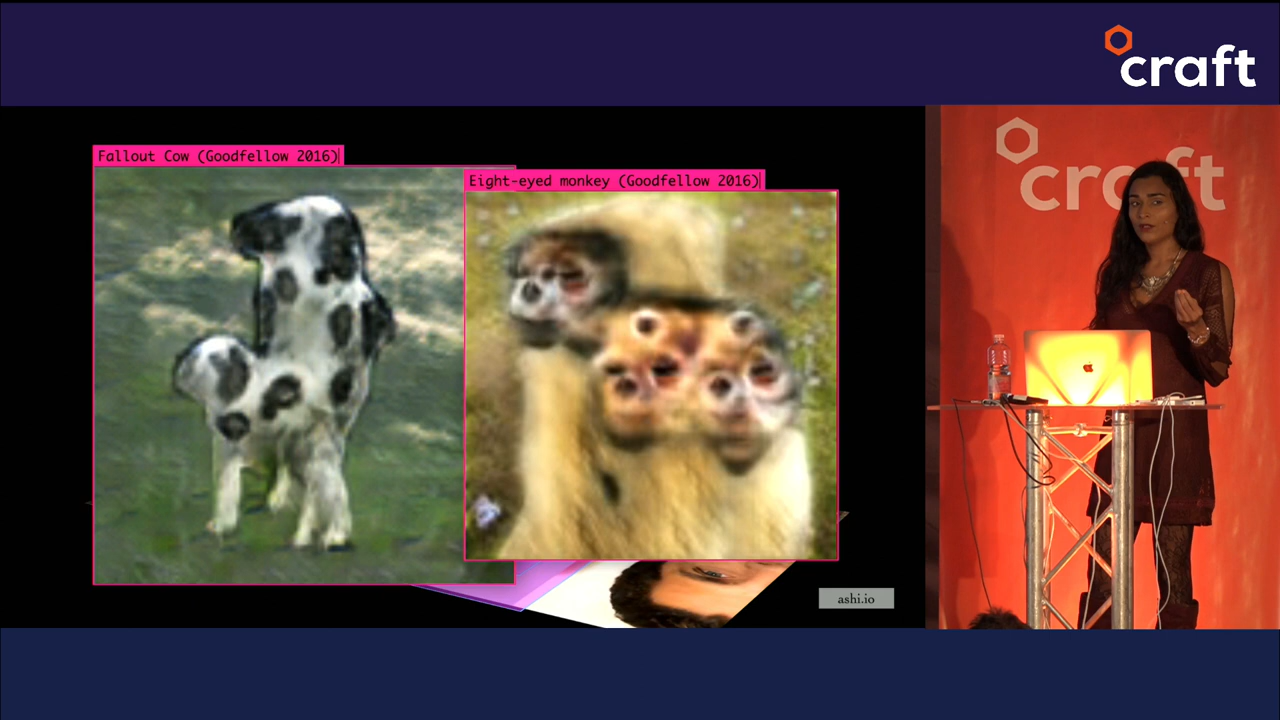 craft
Fallout Cow (Goodfellow 2016)
Eight-eyed monkey (Goodfellow 2016)
craft
ashi.io